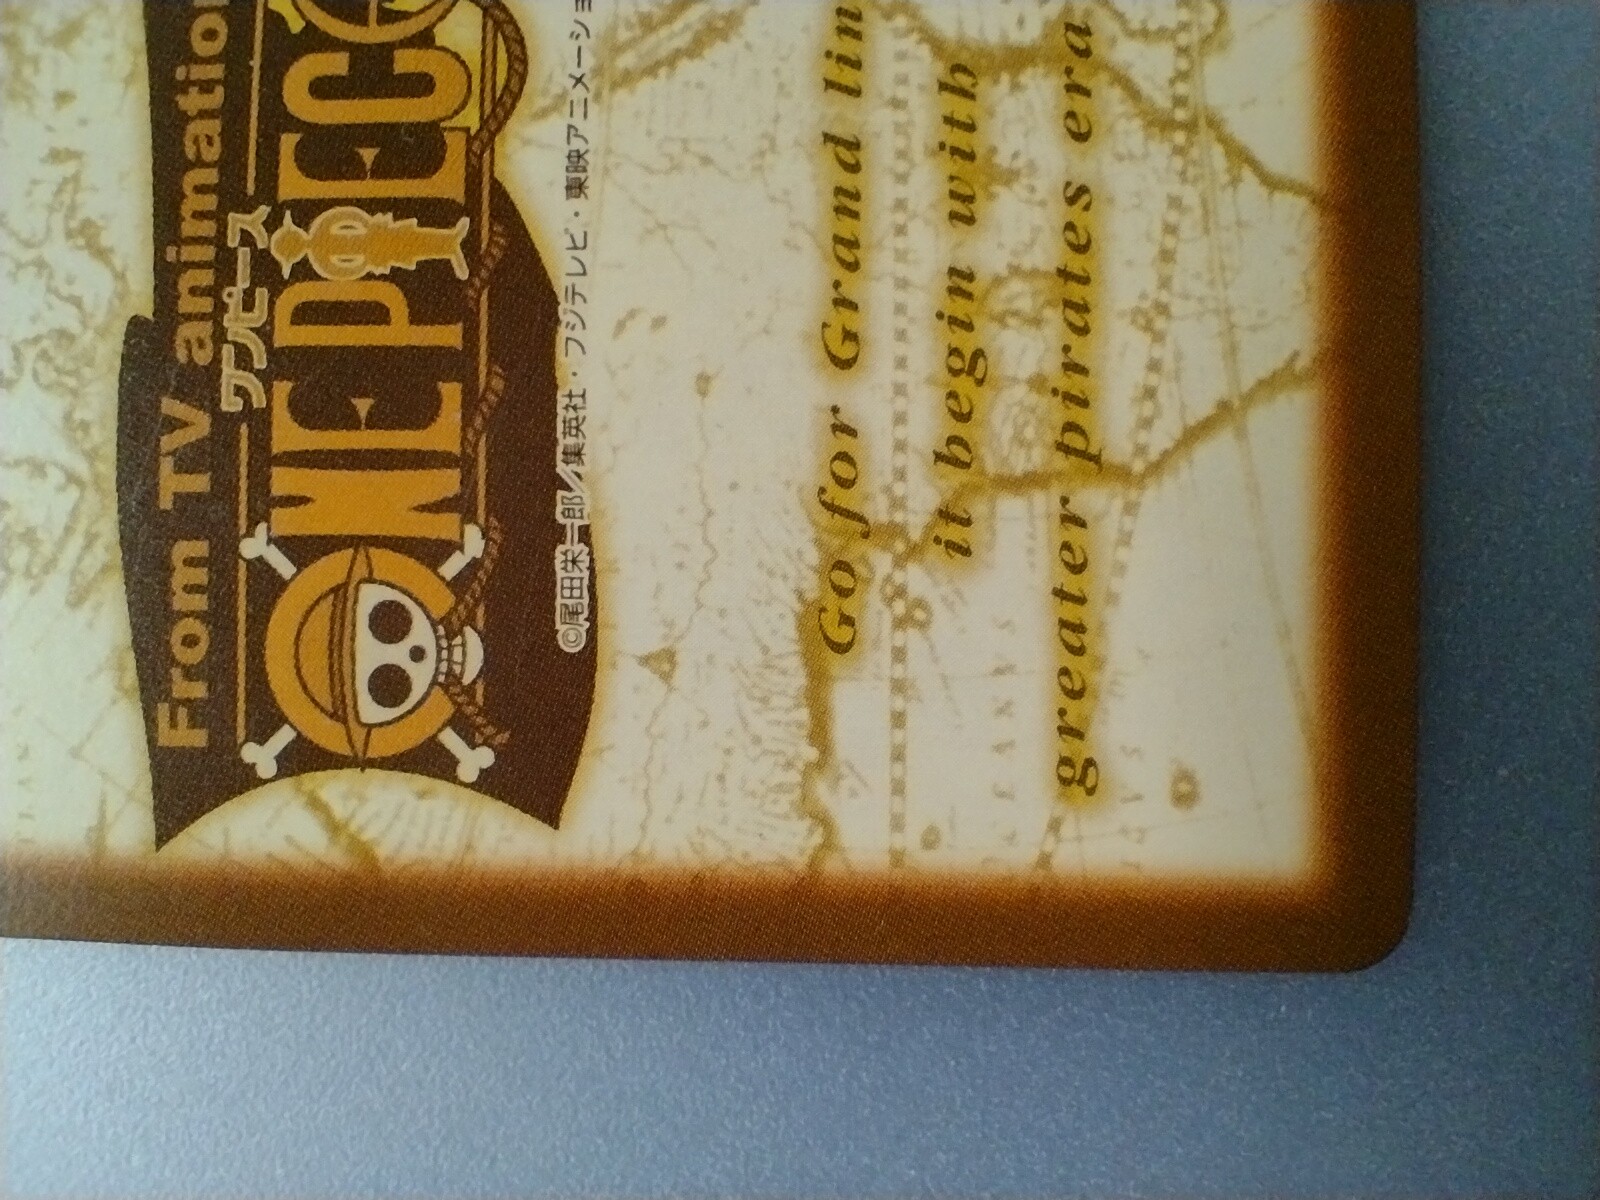 From TV animation
ワンピース
ONE PIECE
©尾田栄一郎／集英社・フジテレビ・東映アニメーショ
Go for Grand lin
it begin with
greater pirates era